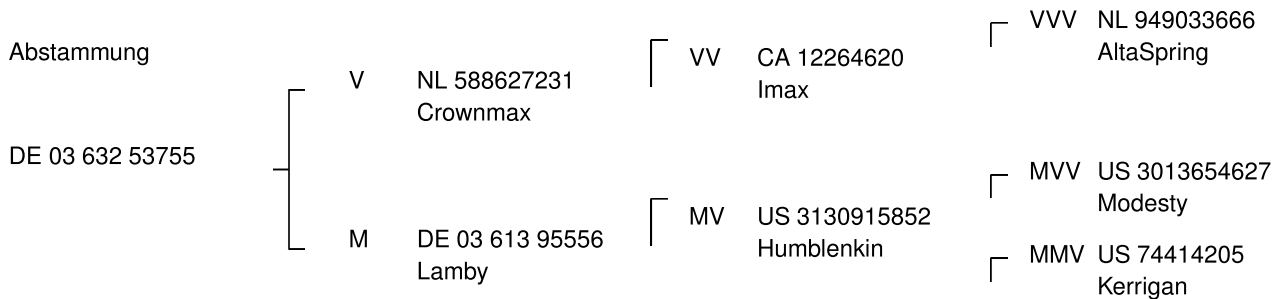 Abstammung
DE 03 632 53755
V NL 588627231
Crownmax
M DE 03 613 95556
Lamby
VV CA 12264620
Imax
MV US 3130915852
Humblenkin
VVV NL 949033666
AltaSpring
MVV US 3013654627
Modesty
MMV US 74414205
Kerrigan